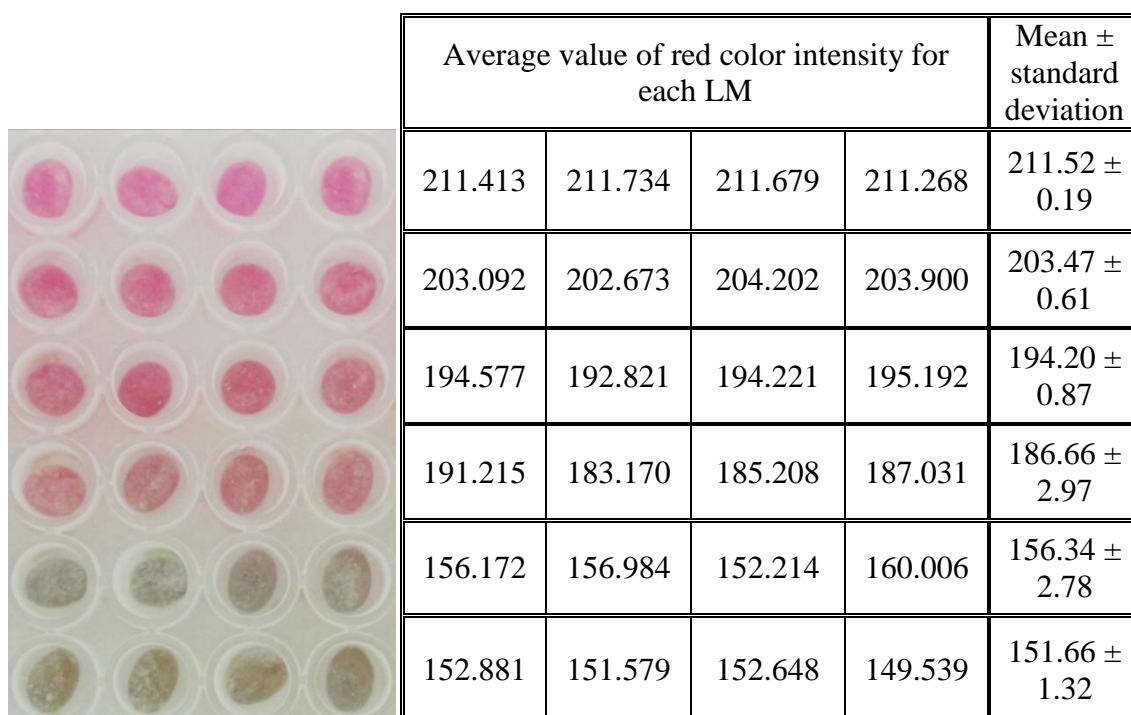 Average value of red color intensity for
each LM
Mean ±
standard
deviation
211.413 211.734 211.679 211.268 211.52 ±
0.19
203.092 202.673 204.202 203.900 203.47 ±
0.61
194.577 192.821 194.221 195.192 194.20 ±
0.87
191.215 183.170 185.208 187.031 186.66 ±
2.97
156.172 156.984 152.214 160.006 156.34 ±
2.78
152.881 151.579 152.648 149.539 151.66 ±
1.32